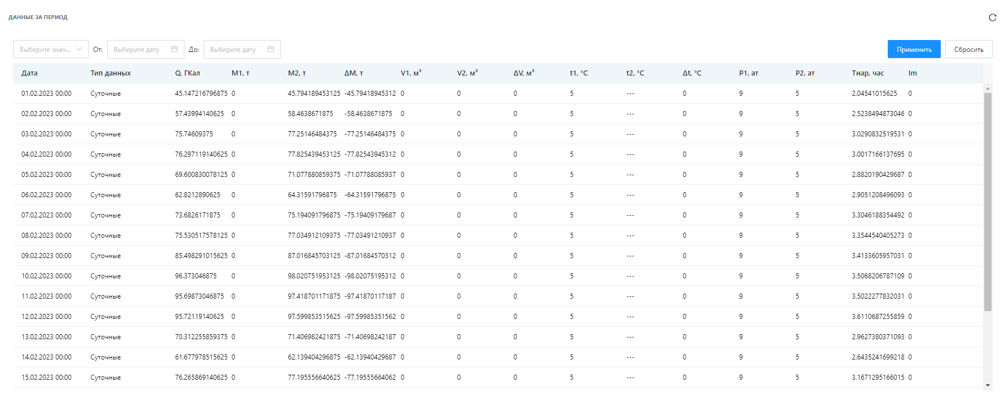 ДАННЫЕ ЗА ПЕРИОД
Выберите знач... От: Выберите дату До: Выберите дату Применить Сбросить
Дата Тип данных Q, ГКал М1, т М2, т ΔМ, т V1, м³ V2, м³ ΔV, м³ t1, °C t2, °C Δt, °C P1, ат P2, ат Тнар, час Im
01.02.2023 00:00 Суточные 45.147216796875 0 45.794189453125 -45.79418945312 0 0 0 5 --- 0 9 5 2.04541015625 0
02.02.2023 00:00 Суточные 57.43994140625 0 58.4638671875 -58.4638671875 0 0 0 5 --- 0 9 5 2.5238494873046 0
03.02.2023 00:00 Суточные 75.74609375 0 77.25146484375 -77.25146484375 0 0 0 5 --- 0 9 5 3.0290832519531 0
04.02.2023 00:00 Суточные 76.297119140625 0 77.825439453125 -77.82543945312 0 0 0 5 --- 0 9 5 3.0017166137695 0
05.02.2023 00:00 Суточные 69.600830078125 0 71.077880859375 -71.07788085937 0 0 0 5 --- 0 9 5 2.8820190429687 0
06.02.2023 00:00 Суточные 62.8212890625 0 64.31591796875 -64.31591796875 0 0 0 5 --- 0 9 5 2.9051208496093 0
07.02.2023 00:00 Суточные 73.6826171875 0 75.194091796875 -75.19409179687 0 0 0 5 --- 0 9 5 3.3046188354492 0
08.02.2023 00:00 Суточные 75.530517578125 0 77.034912109375 -77.03491210937 0 0 0 5 --- 0 9 5 3.3544540405273 0
09.02.2023 00:00 Суточные 85.498291015625 0 87.016845703125 -87.01684570312 0 0 0 5 --- 0 9 5 3.4133605957031 0
10.02.2023 00:00 Суточные 96.373046875 0 98.020751953125 -98.02075195312 0 0 0 5 --- 0 9 5 3.5068206787109 0
11.02.2023 00:00 Суточные 95.69873046875 0 97.418701171875 -97.41870117187 0 0 0 5 --- 0 9 5 3.5022277832031 0
12.02.2023 00:00 Суточные 95.72119140625 0 97.599853515625 -97.59985351562 0 0 0 5 --- 0 9 5 3.6110687255859 0
13.02.2023 00:00 Суточные 70.312255859375 0 71.406982421875 -71.40698242187 0 0 0 5 --- 0 9 5 2.9627380371093 0
14.02.2023 00:00 Суточные 61.677978515625 0 62.139404296875 -62.13940429687 0 0 0 5 --- 0 9 5 2.6435241699218 0
15.02.2023 00:00 Суточные 76.265869140625 0 77.195556640625 -77.19555664062 0 0 0 5 --- 0 9 5 3.1671295166015 0